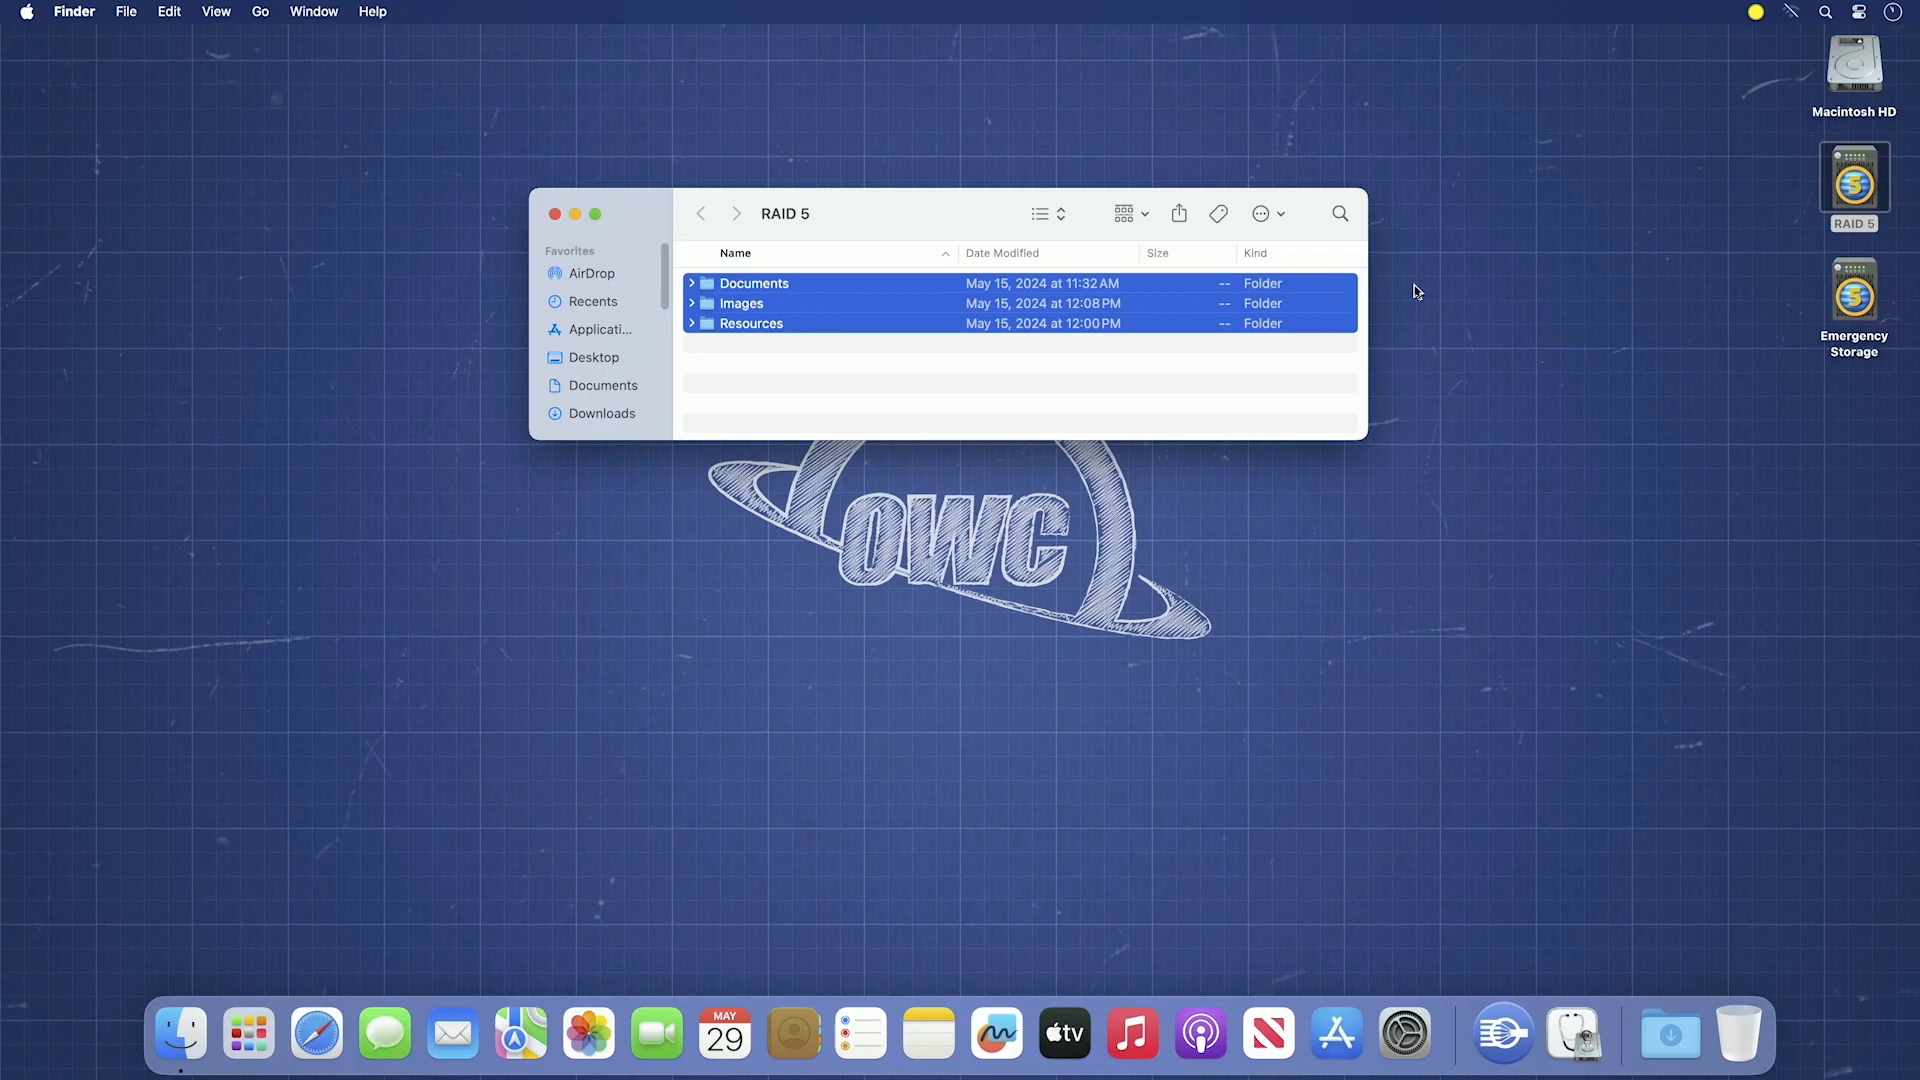 Finder File Edit View Go Window Help
Macintosh HD
RAID 5
Emergency
Storage
RAID 5
Favorites
AirDrop
Recents
Applicati...
Desktop
Documents
Downloads
Name Date Modified Size Kind
Documents May 15, 2024 at 11:32 AM -- Folder
Images May 15, 2024 at 12:08 PM -- Folder
Resources May 15, 2024 at 12:00 PM -- Folder
OWC
MAY
29
tv